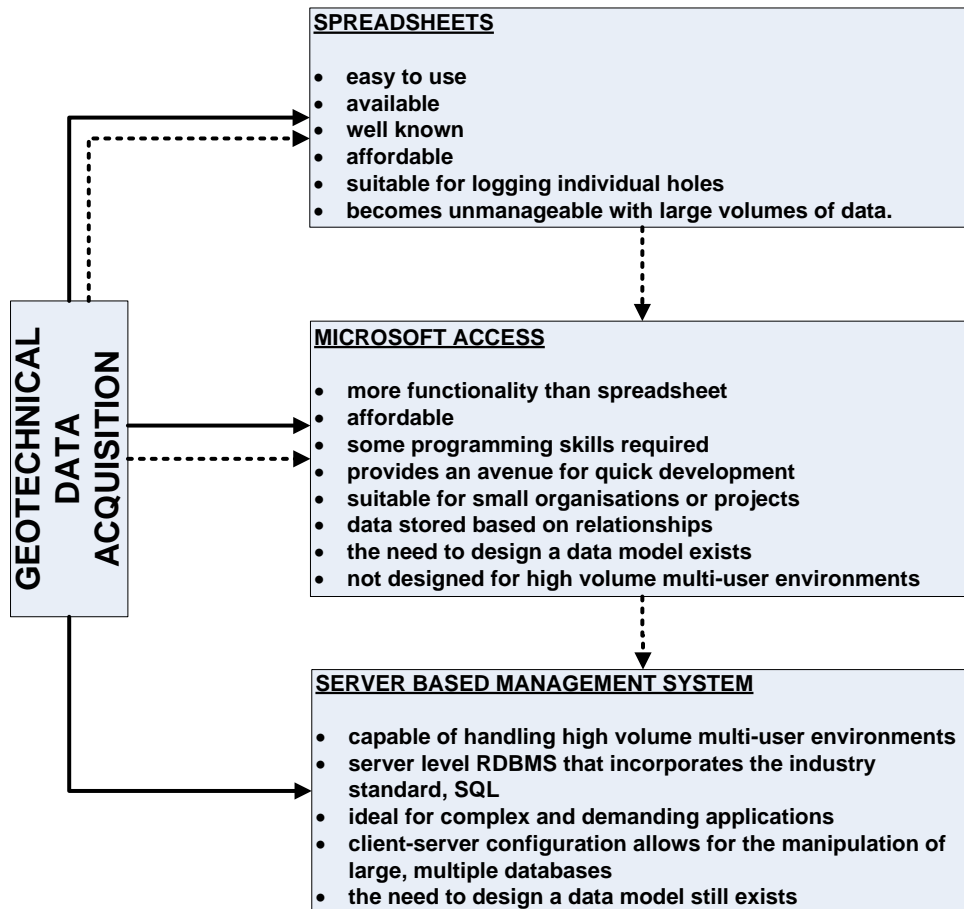 SPREADSHEETS
• easy to use
• available
• well known
• affordable
• suitable for logging individual holes
• becomes unmanageable with large volumes of data.
GEOTECHNICAL
DATA
ACQUISITION
MICROSOFT ACCESS
• more functionality than spreadsheet
• affordable
• some programming skills required
• provides an avenue for quick development
• suitable for small organisations or projects
• data stored based on relationships
• the need to design a data model exists
• not designed for high volume multi-user environments
SERVER BASED MANAGEMENT SYSTEM
• capable of handling high volume multi-user environments
• server level RDBMS that incorporates the industry
standard, SQL
• ideal for complex and demanding applications
• client-server configuration allows for the manipulation of
large, multiple databases
• the need to design a data model still exists